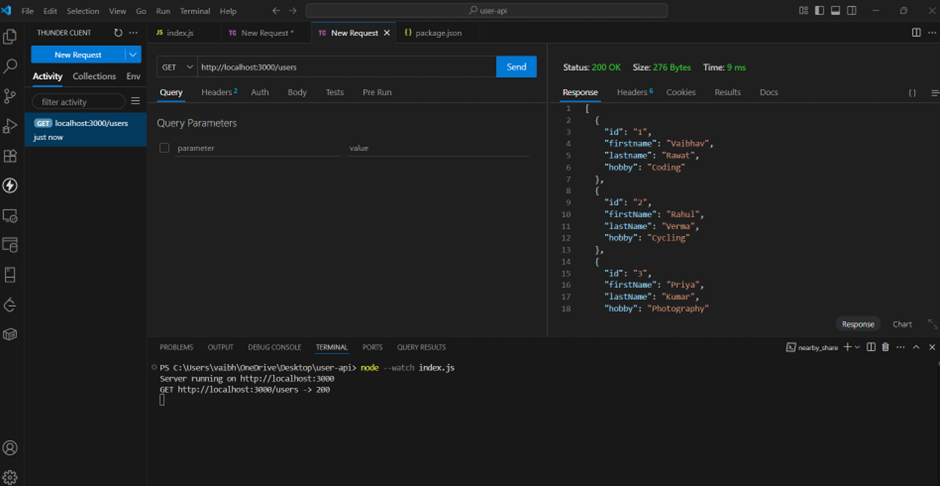 File Edit Selection View Go Run Terminal Help
user-api
THUNDER CLIENT
New Request
Activity Collections Env
filter activity
GET localhost:3000/users
just now
JS index.js
TC New Request *
TC New Request
{} package.json
GET http://localhost:3000/users Send
Query Headers 2 Auth Body Tests Pre Run
Query Parameters
parameter value
Status: 200 OK Size: 276 Bytes Time: 9 ms
Response Headers 6 Cookies Results Docs { }
1 [
2 {
3 "id": "1",
4 "firstname": "Vaibhav",
5 "lastname": "Rawat",
6 "hobby": "Coding"
7 },
8 {
9 "id": "2",
10 "firstName": "Rahul",
11 "lastName": "Verma",
12 "hobby": "Cycling"
13 },
14 {
15 "id": "3",
16 "firstName": "Priya",
17 "lastName": "Kumar",
18 "hobby": "Photography"
Response Chart
PROBLEMS OUTPUT DEBUG CONSOLE TERMINAL PORTS QUERY RESULTS
nearby_share
PS C:\Users\vaibh\OneDrive\Desktop\user-api> node --watch index.js
Server running on http://localhost:3000
GET http://localhost:3000/users -> 200